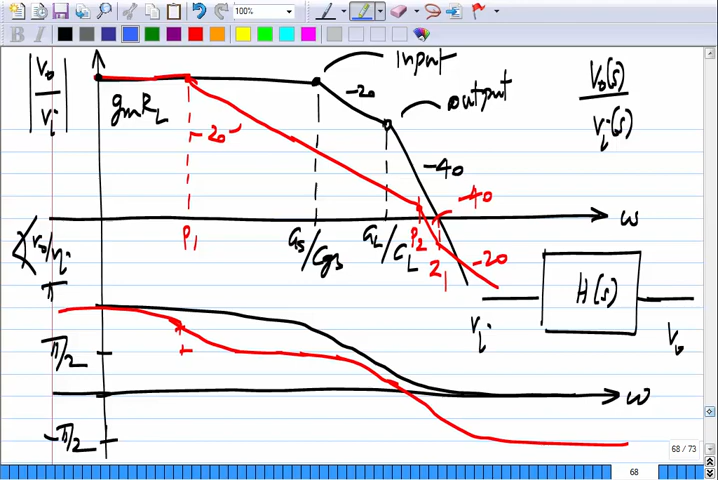 100%
B
input
|Vo/Vi|
-20
output
Vo(s)/Vi(s)
gmRL
-20
-40
-40
ω
P1
Gs/Cgs
GL/CL
P2
Z1
-20
∠Vo/Vi
π
H(s)
Vi
Vo
π/2
ω
-π/2
68 / 73
68